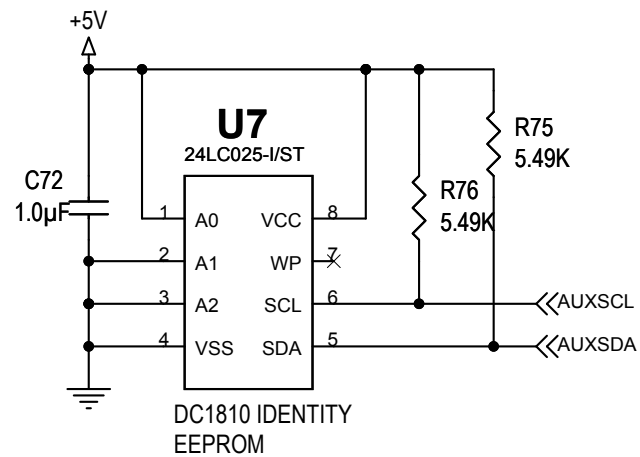 +5V
U7
24LC025-I/ST
R75
5.49K
C72
1.0µF
R76
5.49K
1 A0 VCC 8
2 A1 WP 7
3 A2 SCL 6 AUXSCL
4 VSS SDA 5 AUXSDA
DC1810 IDENTITY
EEPROM